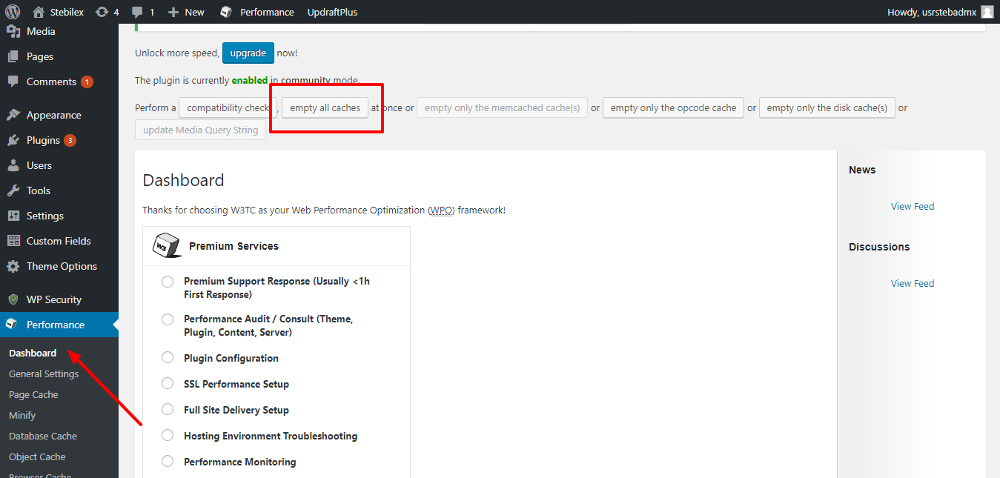 Stebilex 4 1 New Performance UpdraftPlus Howdy, usrstebadmx
Media
Pages
Comments 1
Appearance
Plugins 3
Users
Tools
Settings
Custom Fields
Theme Options
WP Security
Performance
Dashboard
General Settings
Page Cache
Minify
Database Cache
Object Cache
Browser Cache
Unlock more speed, upgrade now!
The plugin is currently enabled in community mode.
Perform a compatibility check , empty all caches at once or empty only the memcached cache(s) or empty only the opcode cache or empty only the disk cache(s) or
update Media Query String
Dashboard
Thanks for choosing W3TC as your Web Performance Optimization (WPO) framework!
W3 Premium Services
Premium Support Response (Usually <1h
First Response)
Performance Audit / Consult (Theme,
Plugin, Content, Server)
Plugin Configuration
SSL Performance Setup
Full Site Delivery Setup
Hosting Environment Troubleshooting
Performance Monitoring
News
View Feed
Discussions
View Feed